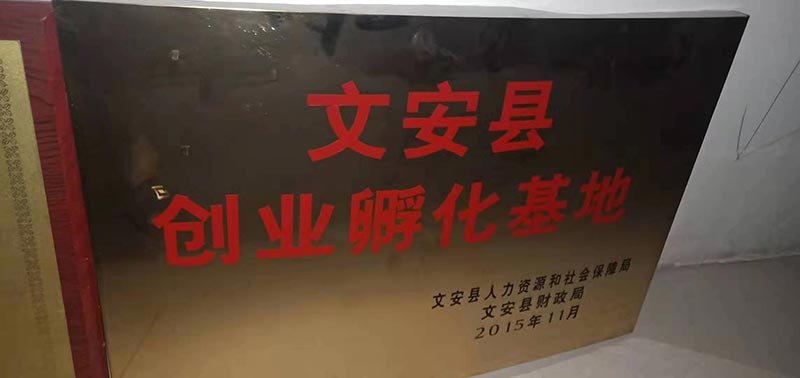 文安县
创业孵化基地
文安县人力资源和社会保障局
文安县财政局
2015年11月